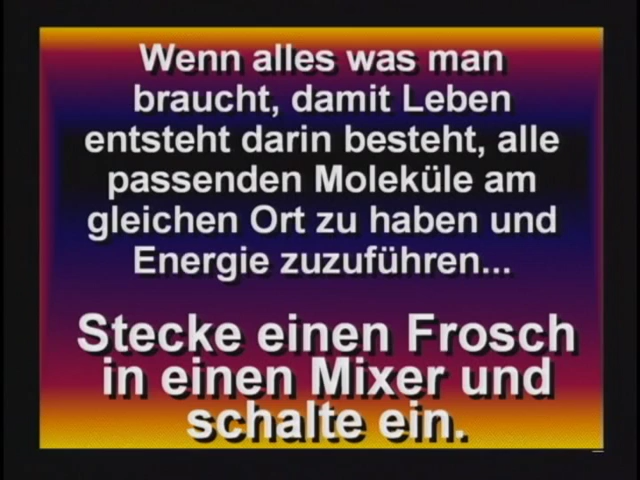 Wenn alles was man
braucht, damit Leben
entsteht darin besteht, alle
passenden Moleküle am
gleichen Ort zu haben und
Energie zuzuführen...
Stecke einen Frosch
in einen Mixer und
schalte ein.